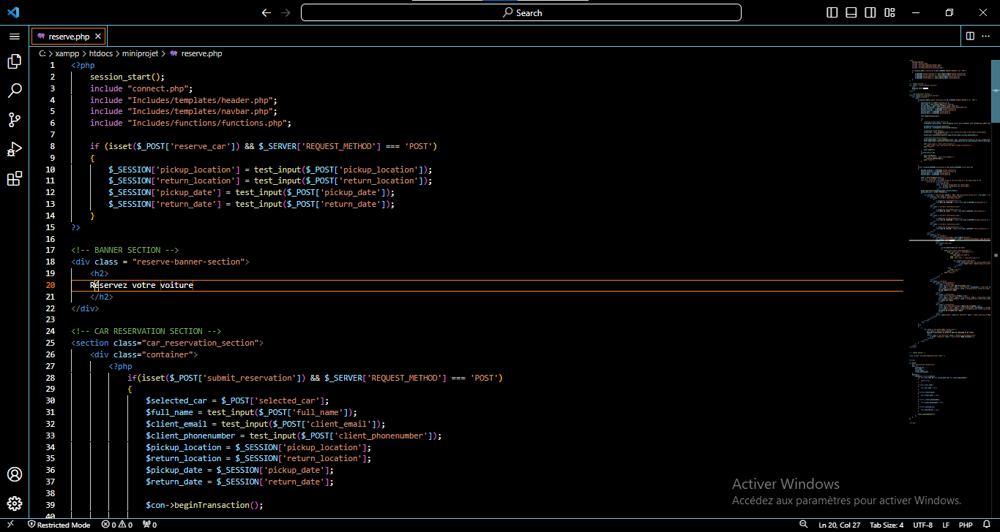 Search
reserve.php
C: > xampp > htdocs > miniprojet > reserve.php
1 <?php
2 session_start();
3 include "connect.php";
4 include "Includes/templates/header.php";
5 include "Includes/templates/navbar.php";
6 include "Includes/functions/functions.php";
7
8 if (isset($_POST['reserve_car']) && $_SERVER['REQUEST_METHOD'] === 'POST')
9 {
10 $_SESSION['pickup_location'] = test_input($_POST['pickup_location']);
11 $_SESSION['return_location'] = test_input($_POST['return_location']);
12 $_SESSION['pickup_date'] = test_input($_POST['pickup_date']);
13 $_SESSION['return_date'] = test_input($_POST['return_date']);
14 }
15 ?>
16
17 <!-- BANNER SECTION -->
18 <div class = "reserve-banner-section">
19 <h2>
20 Réservez votre voiture
21 </h2>
22 </div>
23
24 <!-- CAR RESERVATION SECTION -->
25 <section class="car_reservation_section">
26 <div class="container">
27 <?php
28 if(isset($_POST['submit_reservation']) && $_SERVER['REQUEST_METHOD'] === 'POST')
29 {
30 $selected_car = $_POST['selected_car'];
31 $full_name = test_input($_POST['full_name']);
32 $client_email = test_input($_POST['client_email']);
33 $client_phonenumber = test_input($_POST['client_phonenumber']);
34 $pickup_location = $_SESSION['pickup_location'];
35 $return_location = $_SESSION['return_location'];
36 $pickup_date = $_SESSION['pickup_date'];
37 $return_date = $_SESSION['return_date'];
38
39 $con->beginTransaction();
40
Activer Windows
Accédez aux paramètres pour activer Windows.
Restricted Mode 0 0 0 Ln 20, Col 27 Tab Size: 4 UTF-8 LF PHP